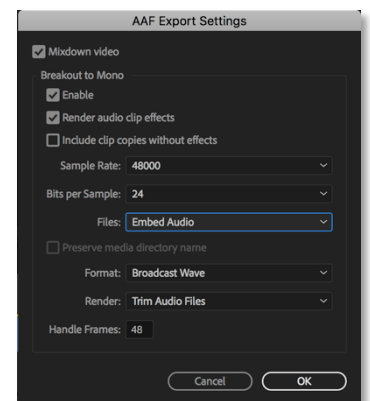 AAF Export Settings
Mixdown video
Breakout to Mono
Enable
Render audio clip effects
Include clip copies without effects
Sample Rate: 48000
Bits per Sample: 24
Files: Embed Audio
Preserve media directory name
Format: Broadcast Wave
Render: Trim Audio Files
Handle Frames: 48
Cancel OK